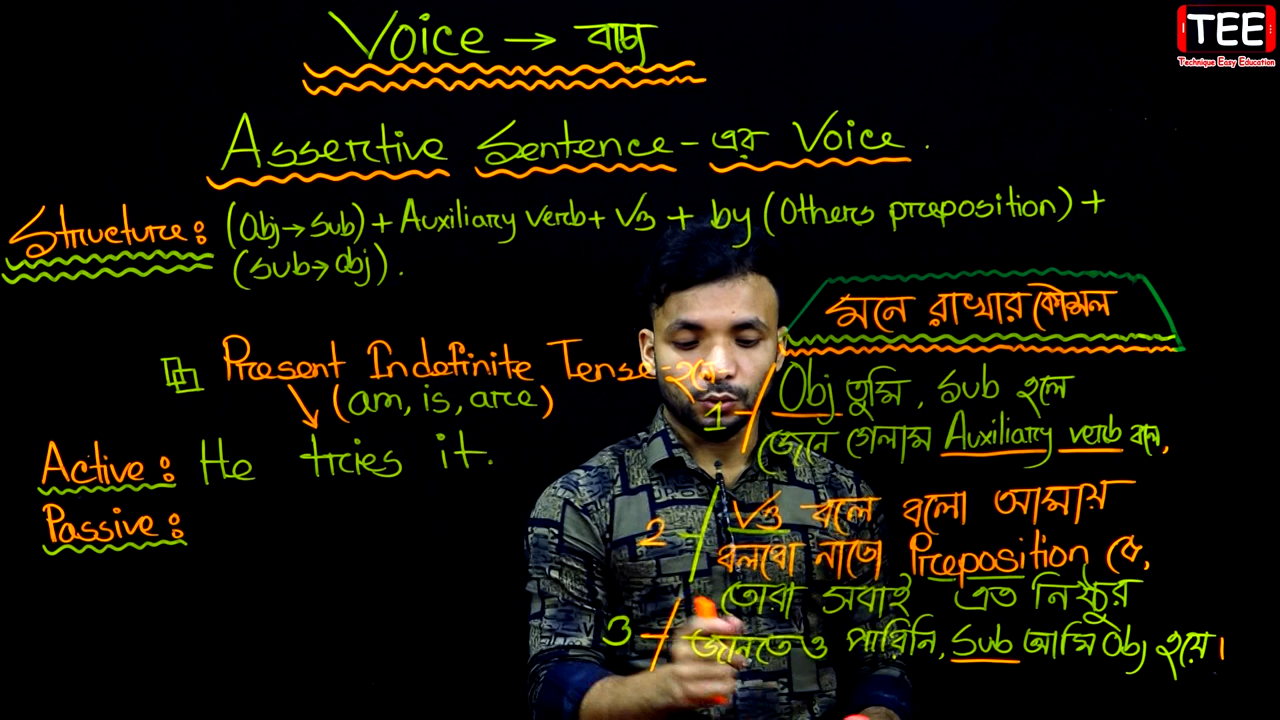 Voice → বাচ্য
TEE
Technique Easy Education
Assertive Sentence - এর Voice.
Structure: (Obj→Sub) + Auxiliary verb + V3 + by (Others preposition) +
(Sub→obj).
মনে রাখার কৌশল
Present Indefinite Tense-হলে
(am, is, are)
Active: He tries it.
Passive:
1 Obj তুমি, Sub হলে
জেনে গেলাম Auxiliary verb বলে,
2 V3 বলে বলো আমায়
বলবো নাতো Preposition কে,
তোরা সবাই এত নিষ্ঠুর
3 জানতেও পারিনি, Sub আমি Obj হয়ে।